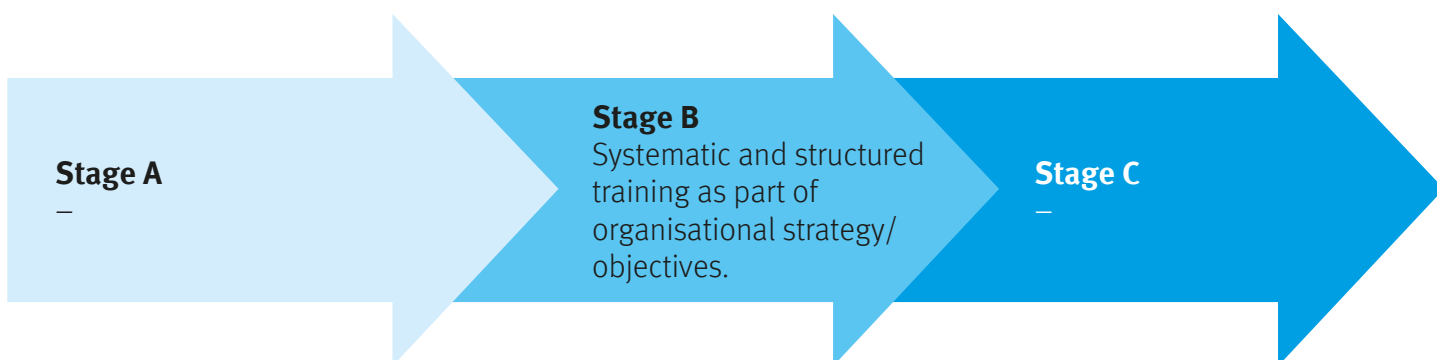 Stage A
–
Stage B
Systematic and structured
training as part of
organisational strategy/
objectives.
Stage C
–